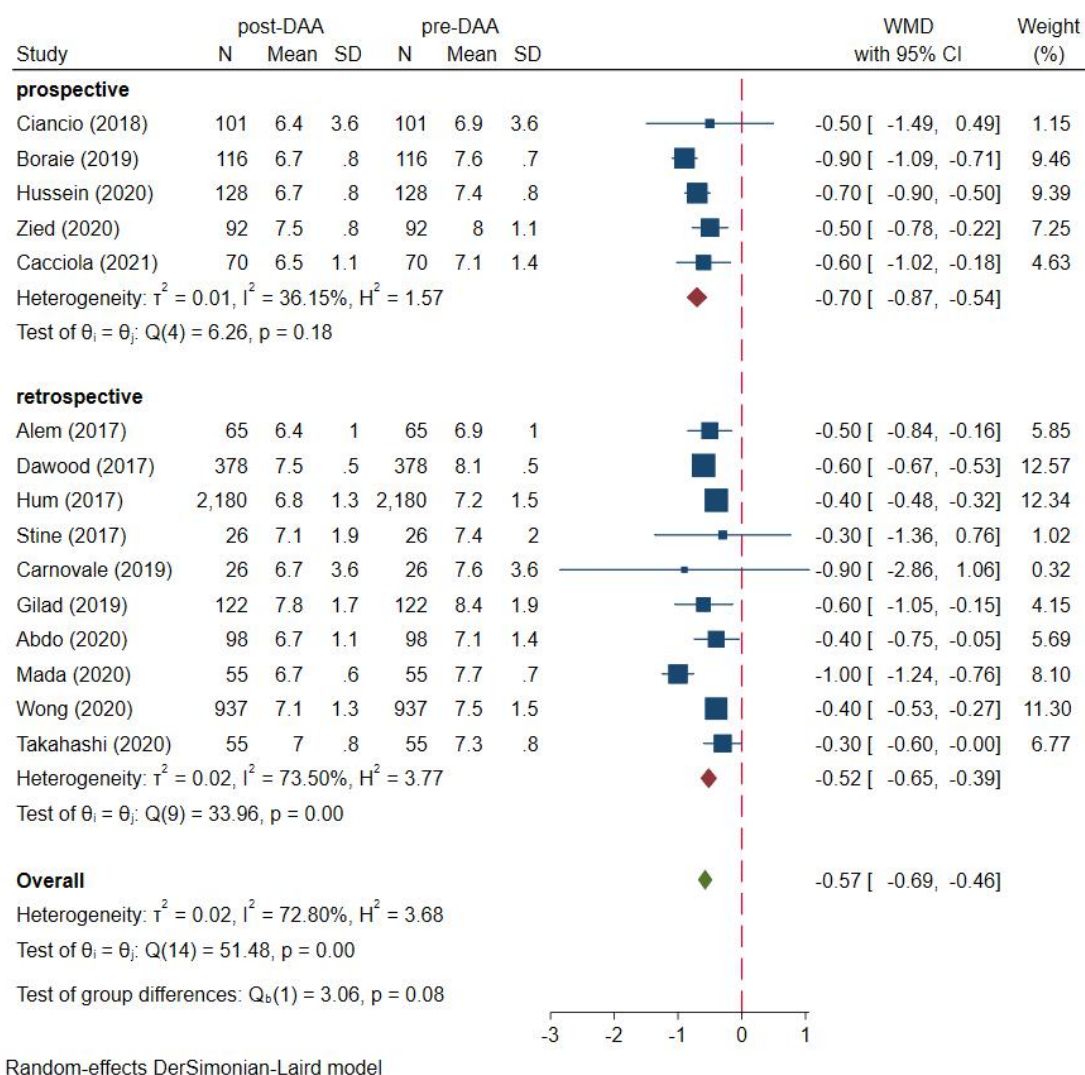 post-DAA pre-DAA WMD Weight
Study N Mean SD N Mean SD with 95% CI (%)
prospective
Ciancio (2018) 101 6.4 3.6 101 6.9 3.6 -0.50 [ -1.49, 0.49] 1.15
Boraie (2019) 116 6.7 .8 116 7.6 .7 -0.90 [ -1.09, -0.71] 9.46
Hussein (2020) 128 6.7 .8 128 7.4 .8 -0.70 [ -0.90, -0.50] 9.39
Zied (2020) 92 7.5 .8 92 8 1.1 -0.50 [ -0.78, -0.22] 7.25
Cacciola (2021) 70 6.5 1.1 70 7.1 1.4 -0.60 [ -1.02, -0.18] 4.63
Heterogeneity: τ² = 0.01, I² = 36.15%, H² = 1.57 -0.70 [ -0.87, -0.54]
Test of θᵢ = θⱼ: Q(4) = 6.26, p = 0.18
retrospective
Alem (2017) 65 6.4 1 65 6.9 1 -0.50 [ -0.84, -0.16] 5.85
Dawood (2017) 378 7.5 .5 378 8.1 .5 -0.60 [ -0.67, -0.53] 12.57
Hum (2017) 2,180 6.8 1.3 2,180 7.2 1.5 -0.40 [ -0.48, -0.32] 12.34
Stine (2017) 26 7.1 1.9 26 7.4 2 -0.30 [ -1.36, 0.76] 1.02
Carnovale (2019) 26 6.7 3.6 26 7.6 3.6 -0.90 [ -2.86, 1.06] 0.32
Gilad (2019) 122 7.8 1.7 122 8.4 1.9 -0.60 [ -1.05, -0.15] 4.15
Abdo (2020) 98 6.7 1.1 98 7.1 1.4 -0.40 [ -0.75, -0.05] 5.69
Mada (2020) 55 6.7 .6 55 7.7 .7 -1.00 [ -1.24, -0.76] 8.10
Wong (2020) 937 7.1 1.3 937 7.5 1.5 -0.40 [ -0.53, -0.27] 11.30
Takahashi (2020) 55 7 .8 55 7.3 .8 -0.30 [ -0.60, -0.00] 6.77
Heterogeneity: τ² = 0.02, I² = 73.50%, H² = 3.77 -0.52 [ -0.65, -0.39]
Test of θᵢ = θⱼ: Q(9) = 33.96, p = 0.00
Overall -0.57 [ -0.69, -0.46]
Heterogeneity: τ² = 0.02, I² = 72.80%, H² = 3.68
Test of θᵢ = θⱼ: Q(14) = 51.48, p = 0.00
Test of group differences: Q_b(1) = 3.06, p = 0.08
-3 -2 -1 0 1
Random-effects DerSimonian-Laird model